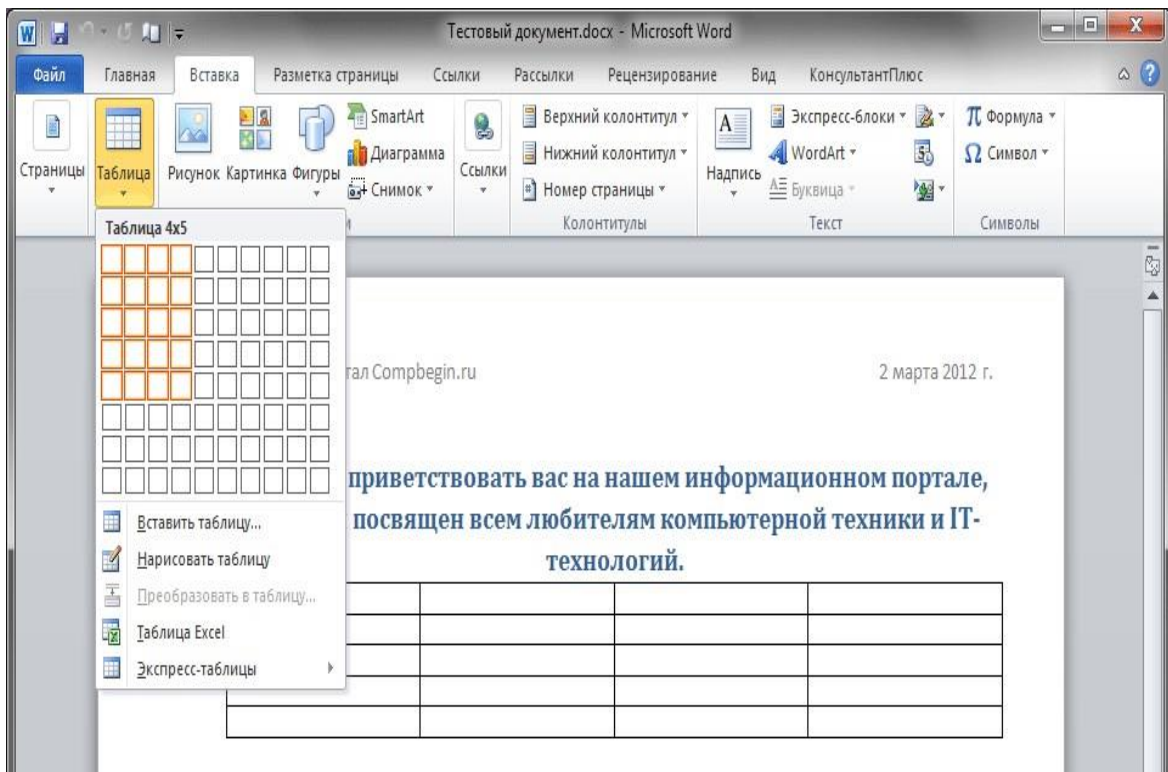 Тестовый документ.docx - Microsoft Word
Файл Главная Вставка Разметка страницы Ссылки Рассылки Рецензирование Вид КонсультантПлюс
Страницы
Таблица
Рисунок Картинка Фигуры
SmartArt
Диаграмма
Снимок
Ссылки
Верхний колонтитул
Нижний колонтитул
Номер страницы
Колонтитулы
Надпись
Экспресс-блоки
WordArt
Буквица
Текст
π Формула
Ω Символ
Символы
Таблица 4x5
Вставить таблицу...
Нарисовать таблицу
Преобразовать в таблицу...
Таблица Excel
Экспресс-таблицы
Compbegin.ru 2 марта 2012 г.
приветствовать вас на нашем информационном портале,
посвящен всем любителям компьютерной техники и IT-
технологий.